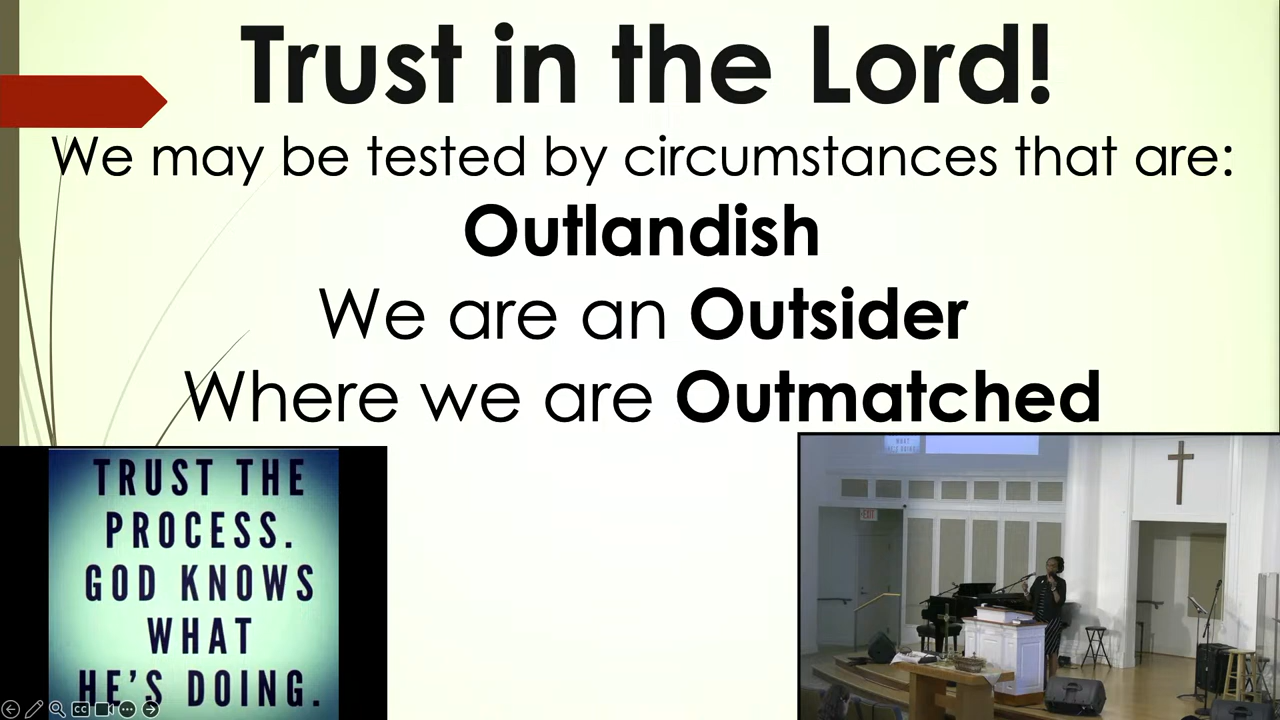 Trust in the Lord!
We may be tested by circumstances that are:
Outlandish
We are an Outsider
Where we are Outmatched
TRUST THE
PROCESS.
GOD KNOWS
WHAT
HE'S DOING.
EXIT